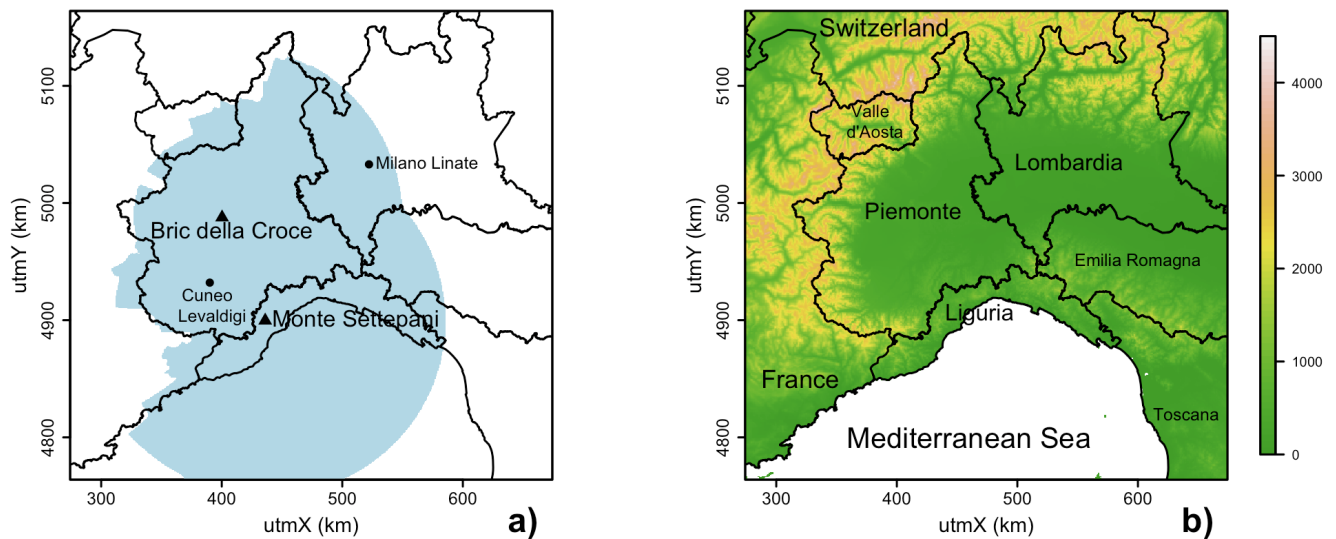 5100
5000
4900
4800
utmY (km)
Milano Linate
Bric della Croce
Cuneo
Levaldigi
Monte Settepani
300
400
500
600
utmX (km)
a)
5100
5000
4900
4800
utmY (km)
Switzerland
Valle
d'Aosta
Lombardia
Piemonte
Emilia Romagna
Liguria
France
Toscana
Mediterranean Sea
300
400
500
600
utmX (km)
b)
4000
3000
2000
1000
0